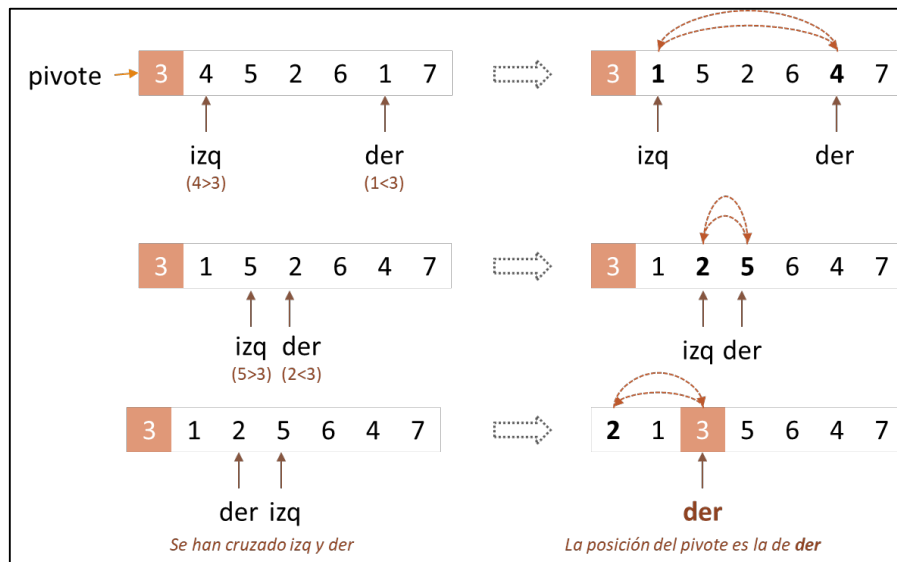 pivote 3 4 5 2 6 1 7
3 1 5 2 6 4 7
izq der
(4>3) (1<3)
izq der
3 1 5 2 6 4 7
3 1 2 5 6 4 7
izq der
(5>3) (2<3)
izq der
3 1 2 5 6 4 7
2 1 3 5 6 4 7
der izq
der
Se han cruzado izq y der
La posición del pivote es la de der